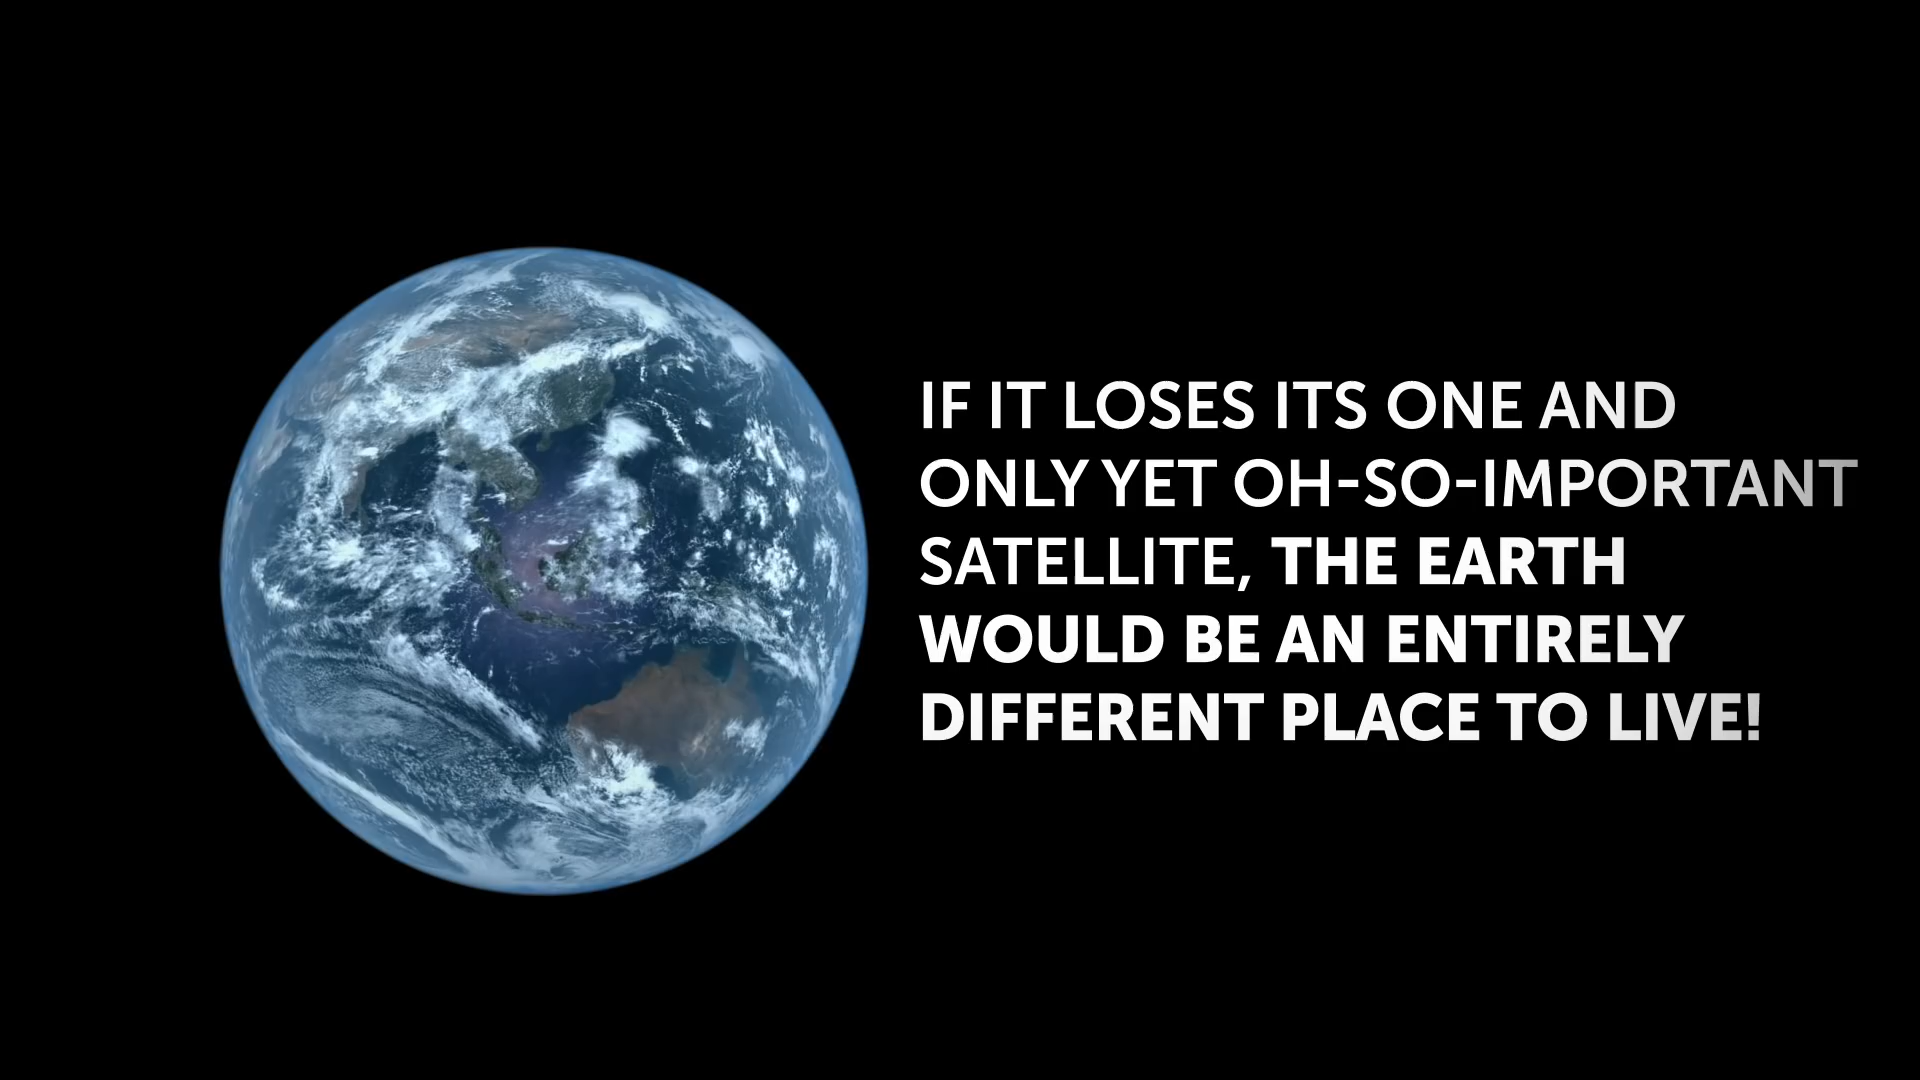 IF IT LOSES ITS ONE AND
ONLY YET OH-SO-IMPORTANT
SATELLITE, THE EARTH
WOULD BE AN ENTIRELY
DIFFERENT PLACE TO LIVE!